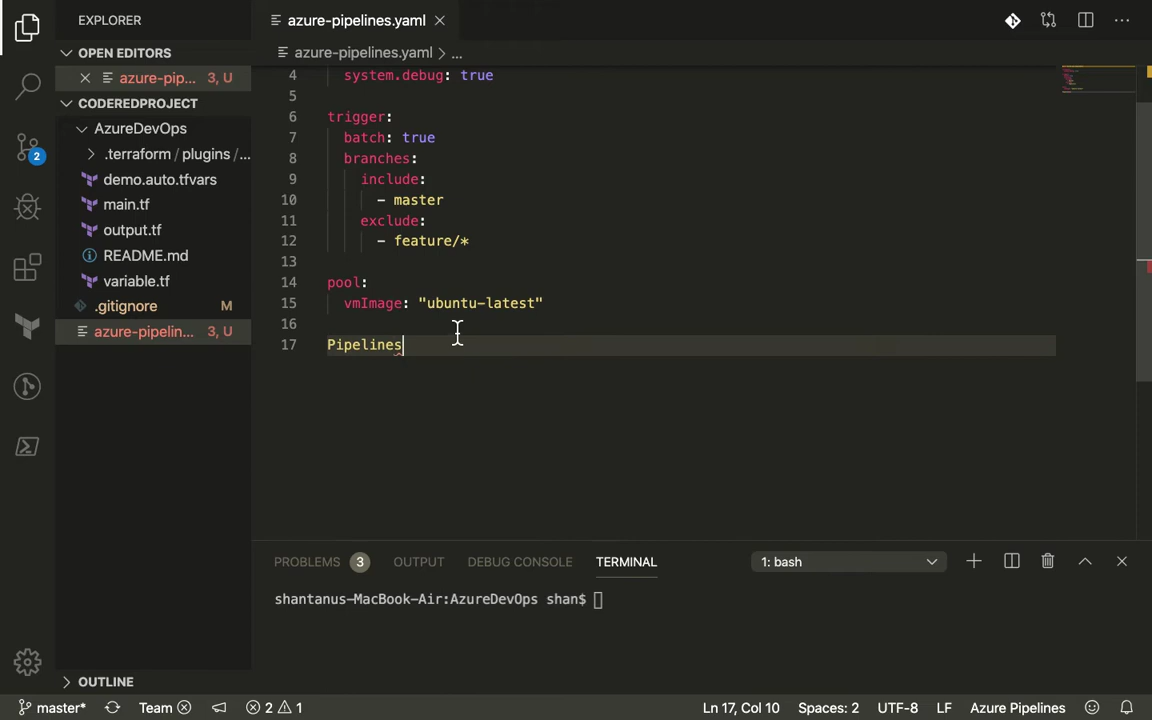 EXPLORER
OPEN EDITORS
azure-pip... 3, U
CODEREDPROJECT
AzureDevOps
.terraform / plugins /...
demo.auto.tfvars
main.tf
output.tf
README.md
variable.tf
.gitignore M
azure-pipelin... 3, U
OUTLINE
2
azure-pipelines.yaml
azure-pipelines.yaml > ...
4 system.debug: true
5
6 trigger:
7 batch: true
8 branches:
9 include:
10 - master
11 exclude:
12 - feature/*
13
14 pool:
15 vmImage: "ubuntu-latest"
16
17 Pipelines
PROBLEMS 3 OUTPUT DEBUG CONSOLE TERMINAL 1: bash
shantanus-MacBook-Air:AzureDevOps shan$
master* Team 2 1 Ln 17, Col 10 Spaces: 2 UTF-8 LF Azure Pipelines